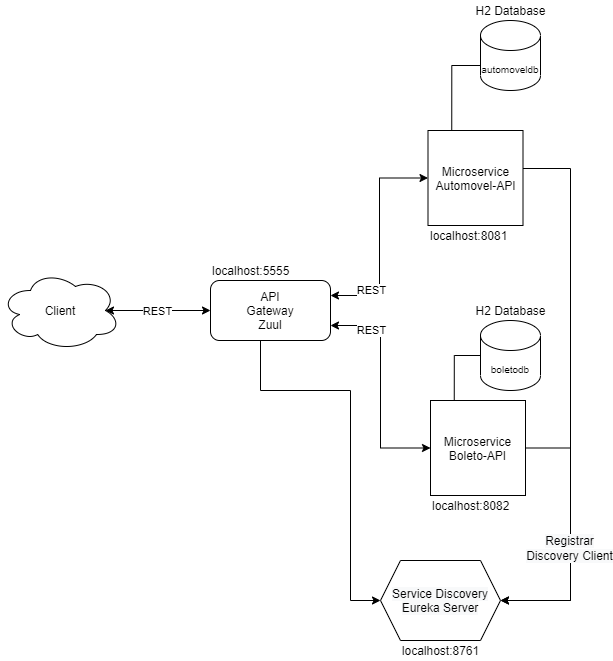 H2 Database
automoveldb
Microservice
Automovel-API
localhost:8081
localhost:5555
API
Gateway
Zuul
Client
REST
REST
REST
H2 Database
boletodb
Microservice
Boleto-API
localhost:8082
Registrar
Discovery Client
Service Discovery
Eureka Server
localhost:8761